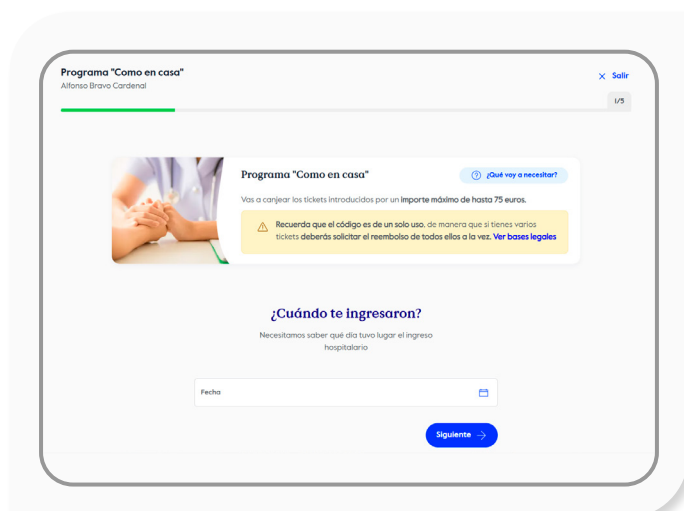 Programa "Como en casa"
Alfonso Bravo Cardenal
Salir
1/5
Programa "Como en casa"
¿Qué voy a necesitar?
Vas a canjear los tickets introducidos por un importe máximo de hasta 75 euros.
Recuerda que el código es de un solo uso, de manera que si tienes varios
tickets deberás solicitar el reembolso de todos ellos a la vez. Ver bases legales
¿Cuándo te ingresaron?
Necesitamos saber qué día tuvo lugar el ingreso
hospitalario
Fecha
Siguiente